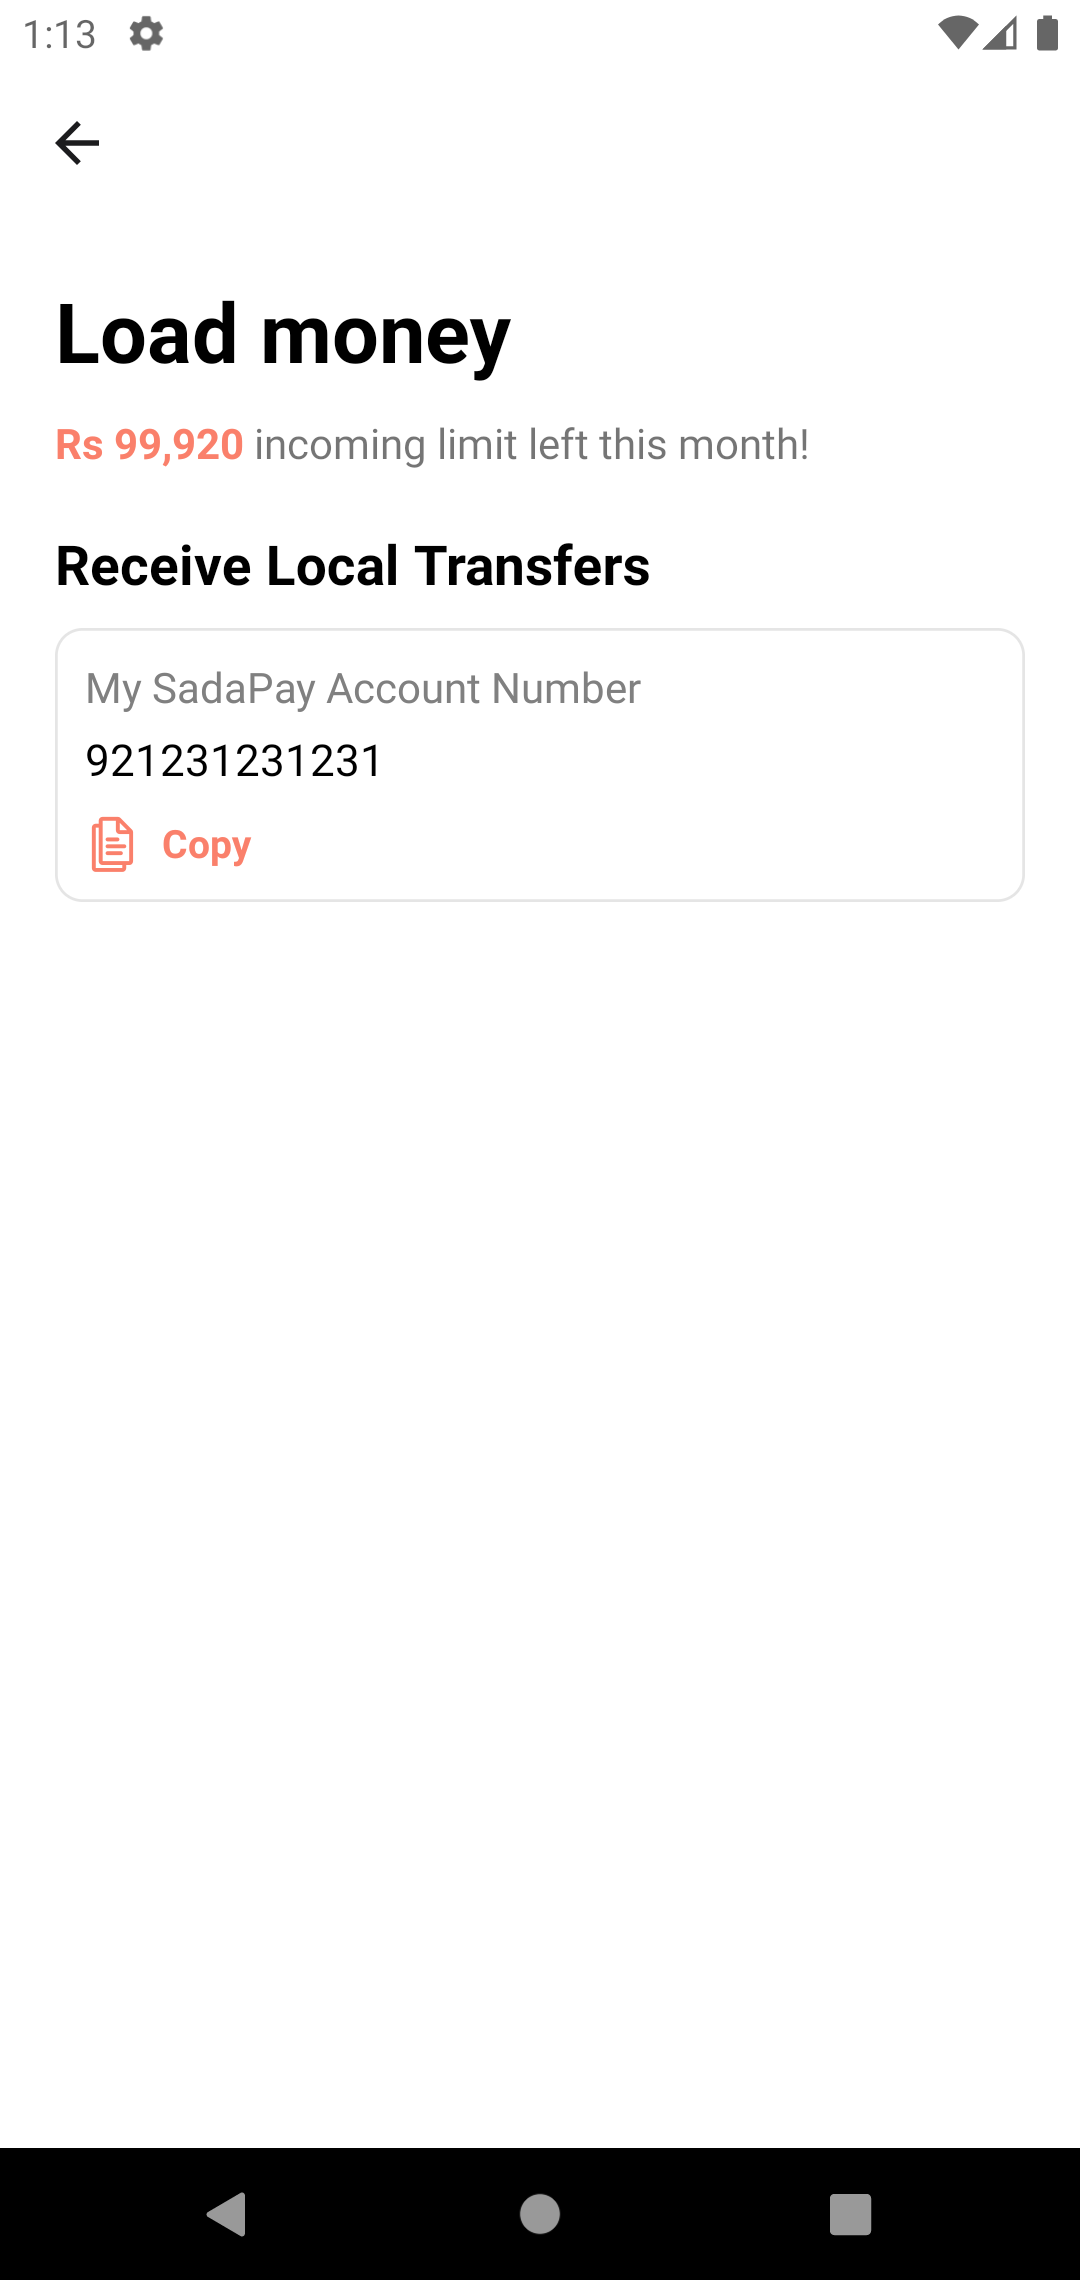 1:13
Load money
Rs 99,920 incoming limit left this month!
Receive Local Transfers
My SadaPay Account Number
921231231231
Copy